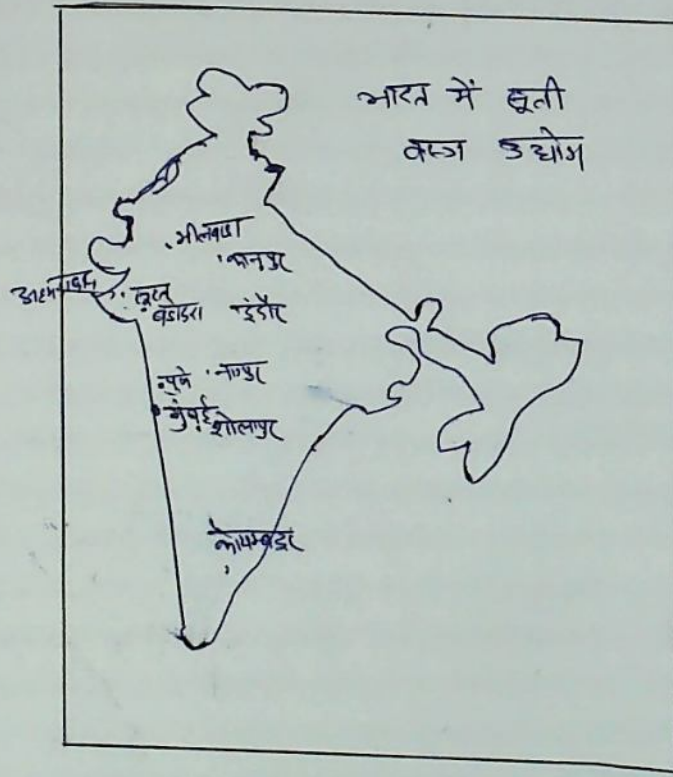 भारत में सूती
वस्त्र उद्योग
भीलवाड़ा
कानपुर
अहमदाबाद
सूरत
वडोदरा इंदौर
पुणे नागपुर
मुंबई शोलापुर
कोयम्बटूर